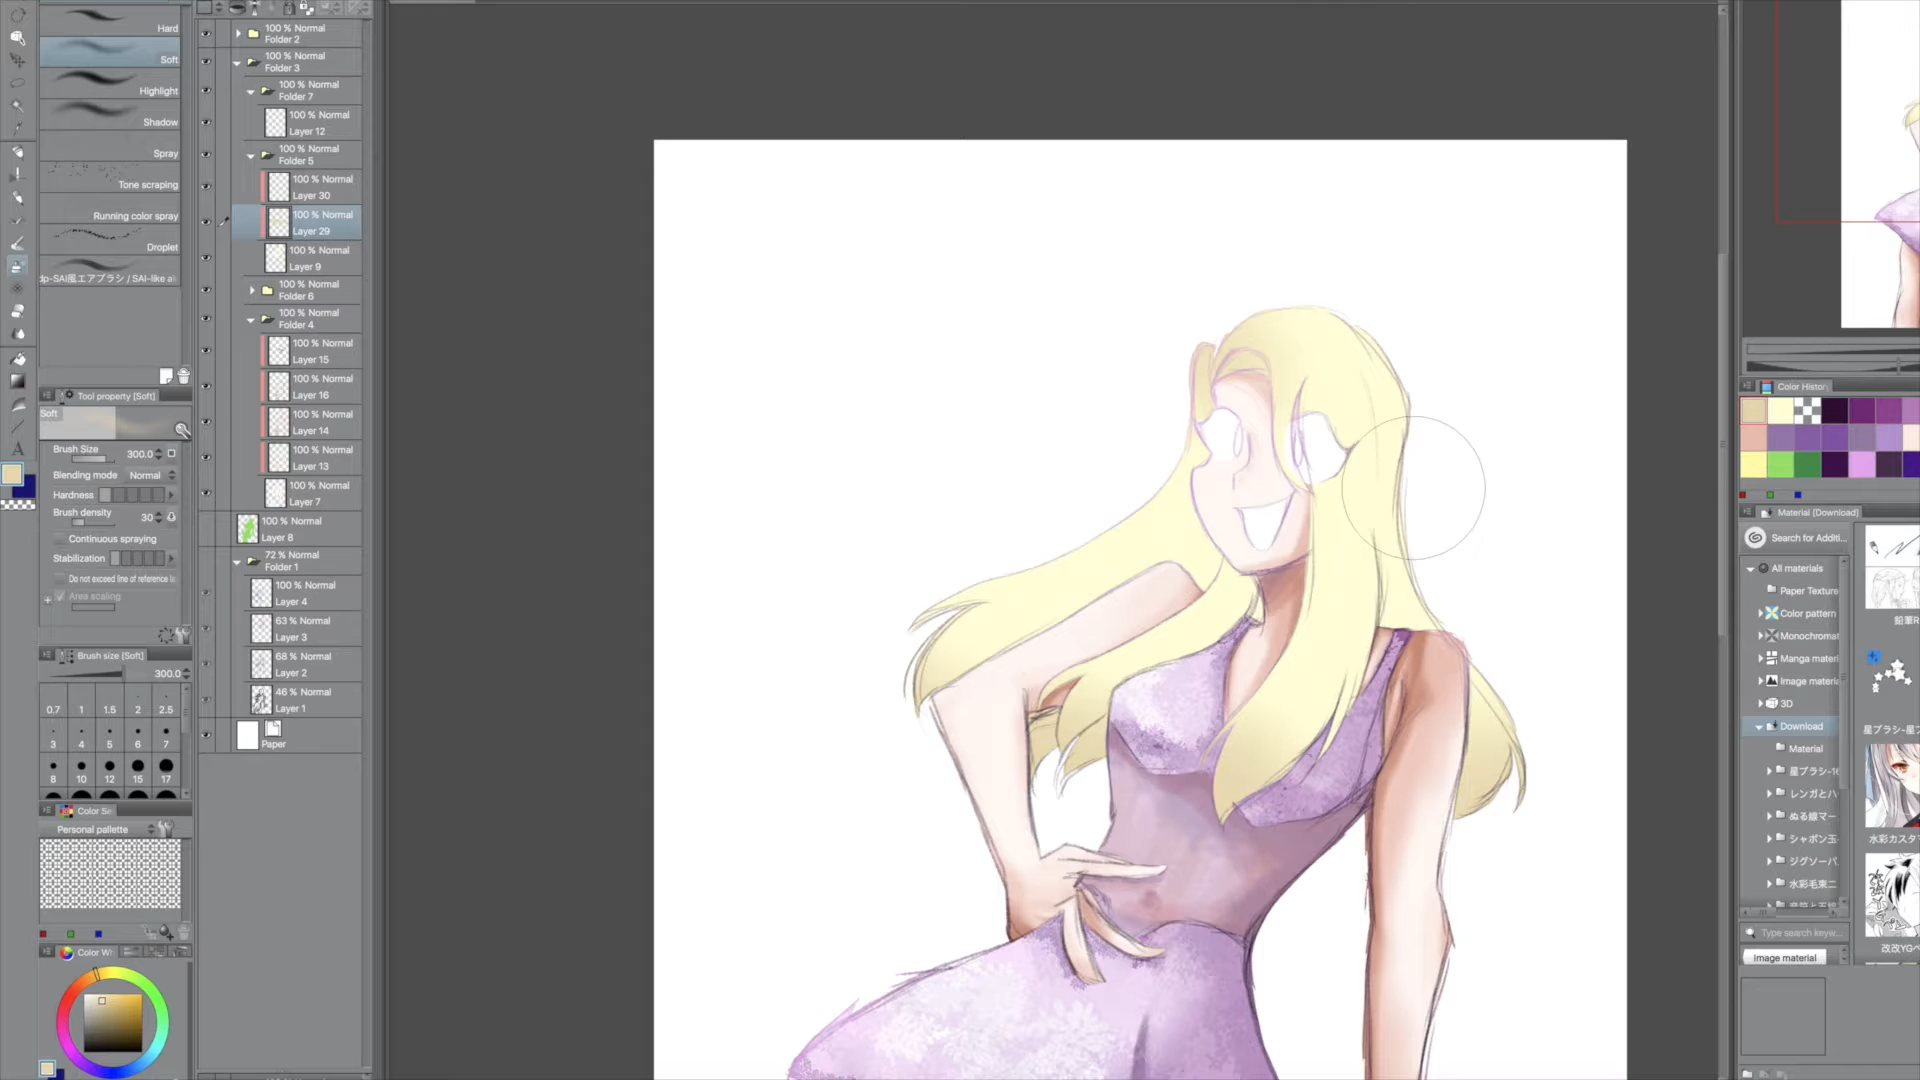 Hard
Soft
Highlight
Shadow
Spray
Tone scraping
Running color spray
Droplet
dp-SAI風エアブラシ / SAI-like ai
Tool property [Soft]
Soft
Brush Size
300.0
Blending mode
Normal
Hardness
Brush density
30
Continuous spraying
Stabilization
Do not exceed line of reference la
Area scaling
Brush size [Soft]
300.0
0.7 1 1.5 2 2.5
3 4 5 6 7
8 10 12 15 17
Color Se
Personal pallette
Color W
100 % Normal
Folder 2
100 % Normal
Folder 3
100 % Normal
Folder 7
100 % Normal
Layer 12
100 % Normal
Folder 5
100 % Normal
Layer 30
100 % Normal
Layer 29
100 % Normal
Layer 9
100 % Normal
Folder 6
100 % Normal
Folder 4
100 % Normal
Layer 15
100 % Normal
Layer 16
100 % Normal
Layer 14
100 % Normal
Layer 13
100 % Normal
Layer 7
100 % Normal
Layer 8
72 % Normal
Folder 1
100 % Normal
Layer 4
63 % Normal
Layer 3
68 % Normal
Layer 2
46 % Normal
Layer 1
Paper
Color Histor
Material [Download]
Search for Additi...
All materials
Paper Texture
Color pattern
Monochromat
Manga materi
Image materia
3D
Download
Material
星ブラシ-16
レンガとハ
ぬる線マー
シャボン玉
ジグソーパ
水彩毛束二
Type search keyw...
Image material
鉛筆R
星ブラシ-星ブ
水彩カスタマ
改改YGペ